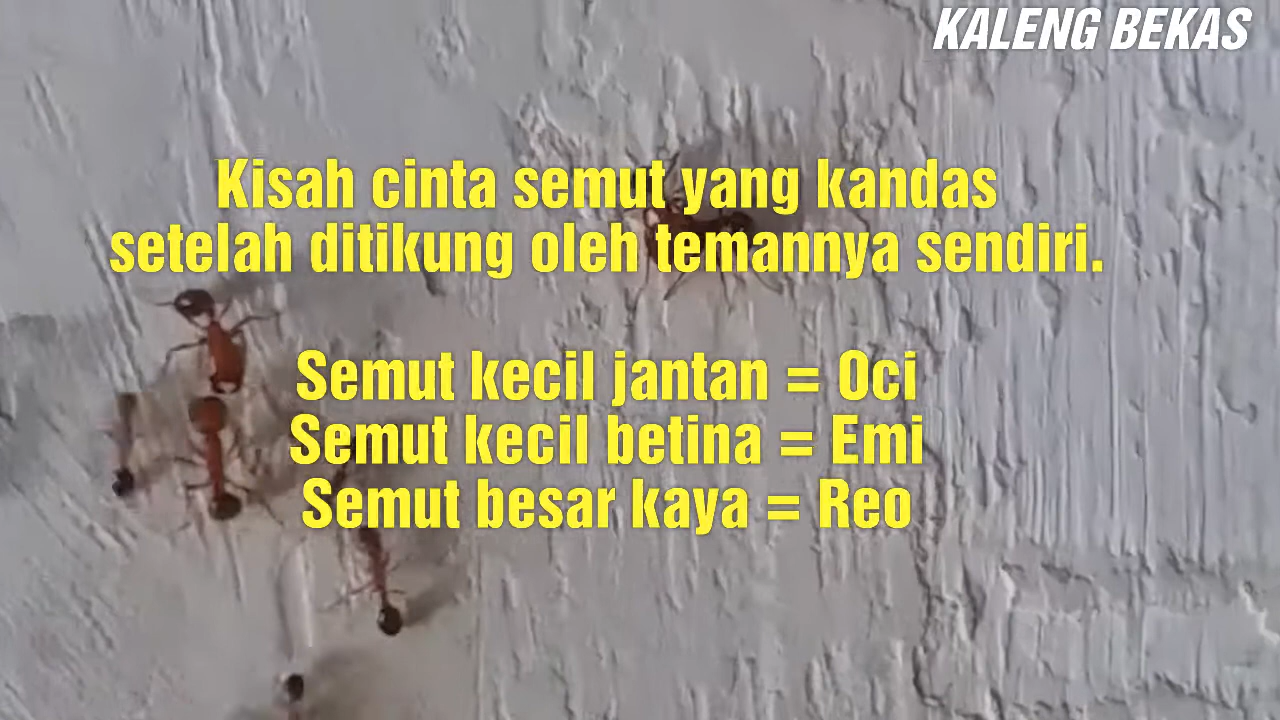 KALENG BEKAS
Kisah cinta semut yang kandas
setelah ditikung oleh temannya sendiri.
Semut kecil jantan = Oci
Semut kecil betina = Emi
Semut besar kaya = Reo